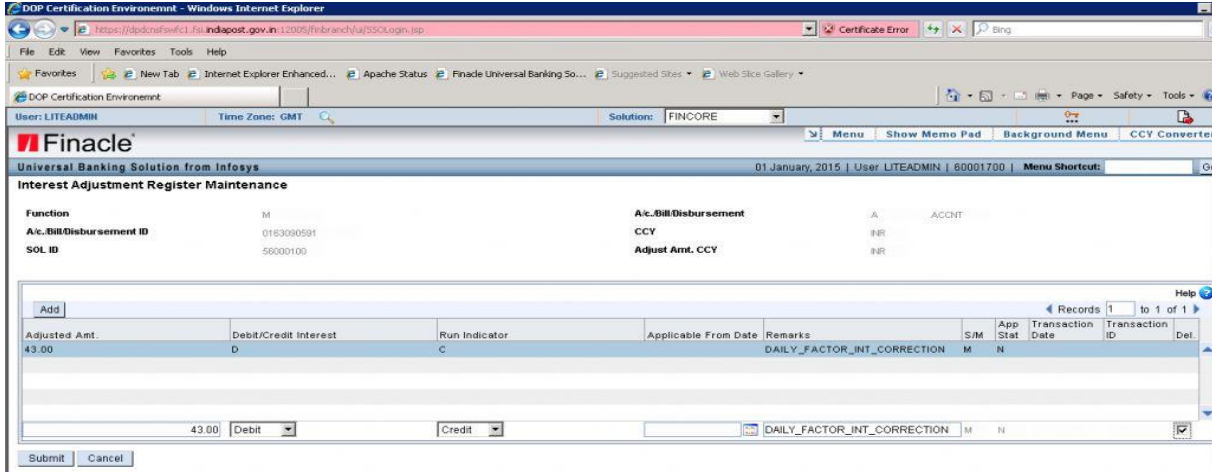 DOP Certification Environemnt - Windows Internet Explorer
https://dpdcnsfswfc1.fsi.indiapost.gov.in:12005/finbranch/ui/SSOLogin.jsp Certificate Error Bing
File Edit View Favorites Tools Help
Favorites New Tab Internet Explorer Enhanced... Apache Status Finacle Universal Banking So... Suggested Sites Web Slice Gallery
DOP Certification Environemnt Page Safety Tools
User: LITEADMIN Time Zone: GMT Solution: FINCORE
Finacle Menu Show Memo Pad Background Menu CCY Converte
Universal Banking Solution from Infosys 01 January, 2015 | User LITEADMIN | 60001700 | Menu Shortcut:
Interest Adjustment Register Maintenance
Function M A/c./Bill/Disbursement A ACCNT
A/c./Bill/Disbursement ID 0163090591 CCY INR
SOL ID 56000100 Adjust Amt. CCY INR
Help
Add Records 1 to 1 of 1
Adjusted Amt. Debit/Credit Interest Run Indicator Applicable From Date Remarks S/M App Stat Transaction Date Transaction ID Del.
43.00 D C DAILY_FACTOR_INT_CORRECTION M N
43.00 Debit Credit DAILY_FACTOR_INT_CORRECTION M N
Submit Cancel